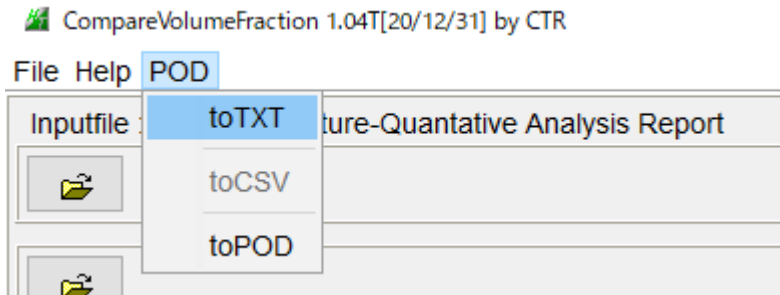 CompareVolumeFraction 1.04T[20/12/31] by CTR
File Help POD
Inputfile : ture-Quantative Analysis Report
toTXT
toCSV
toPOD